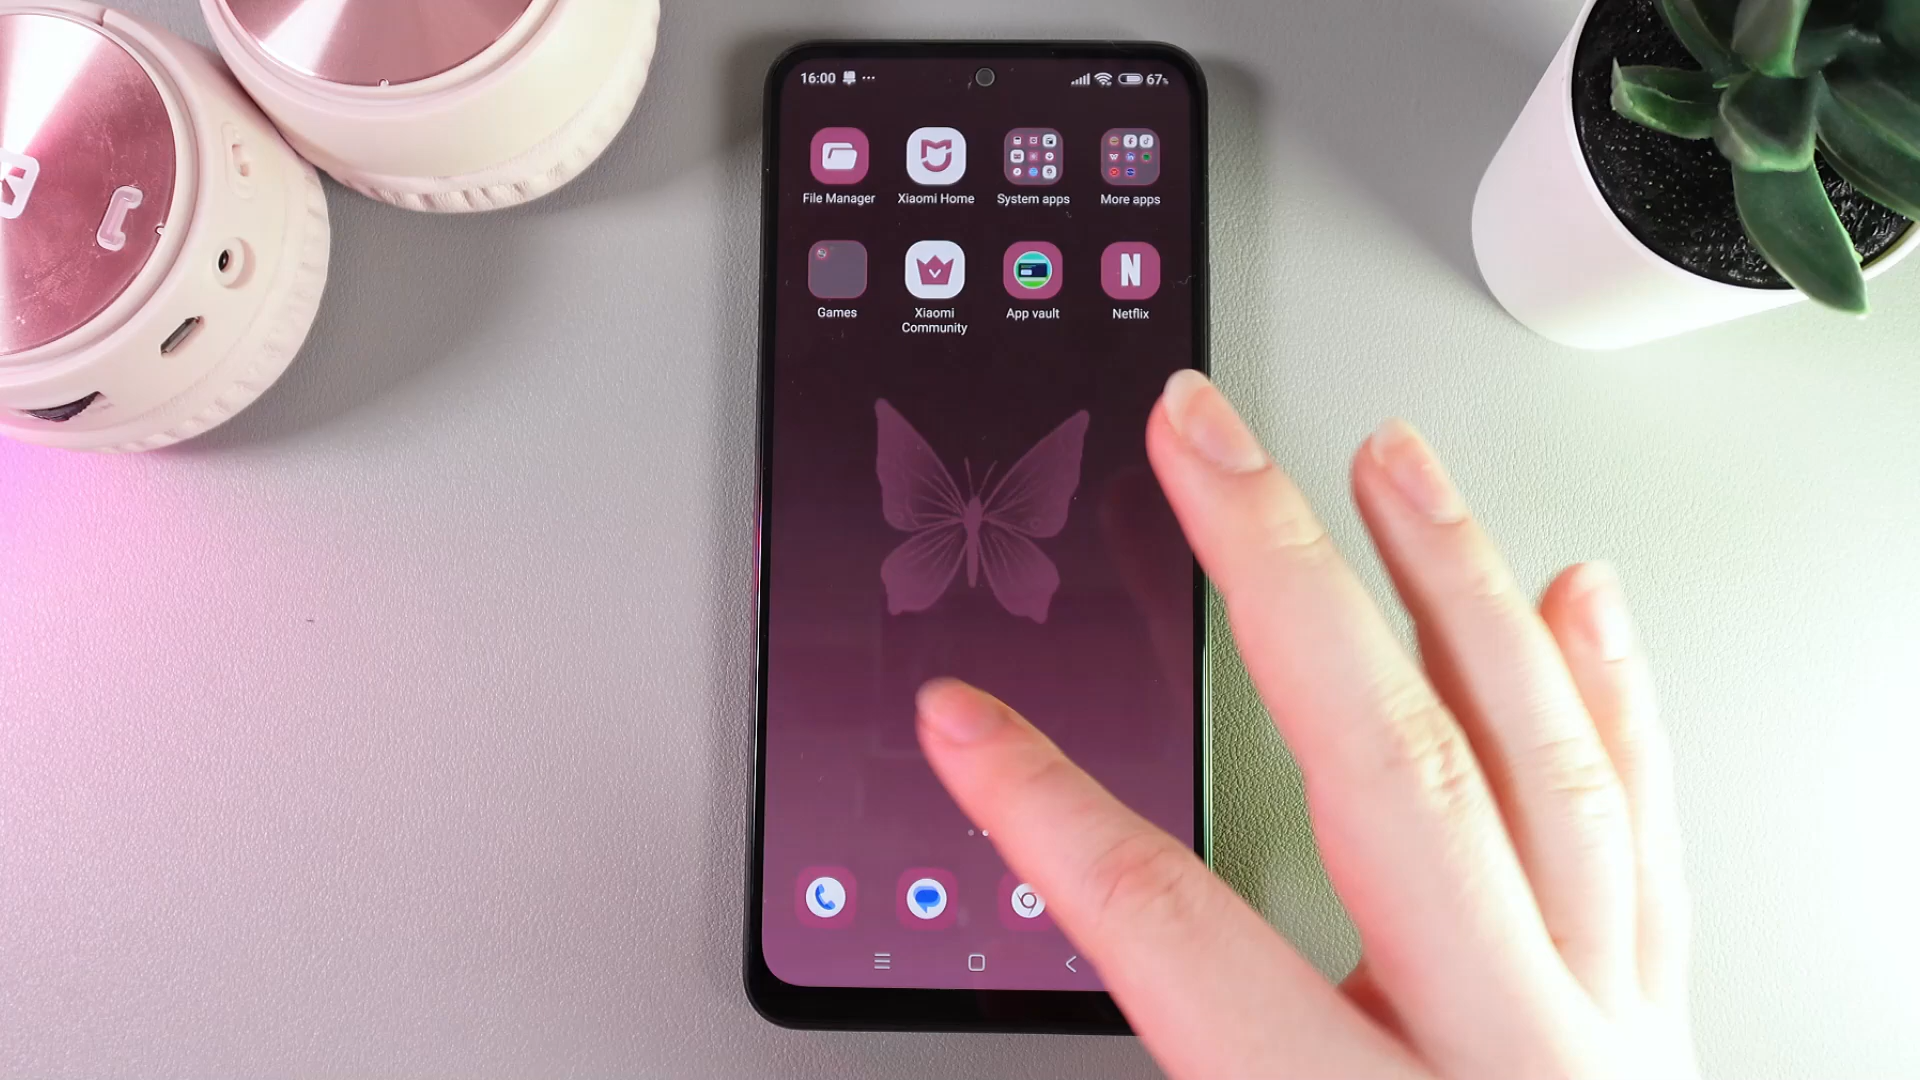 16:00
67%
File Manager
Xiaomi Home
System apps
More apps
Games
Xiaomi
Community
App vault
Netflix